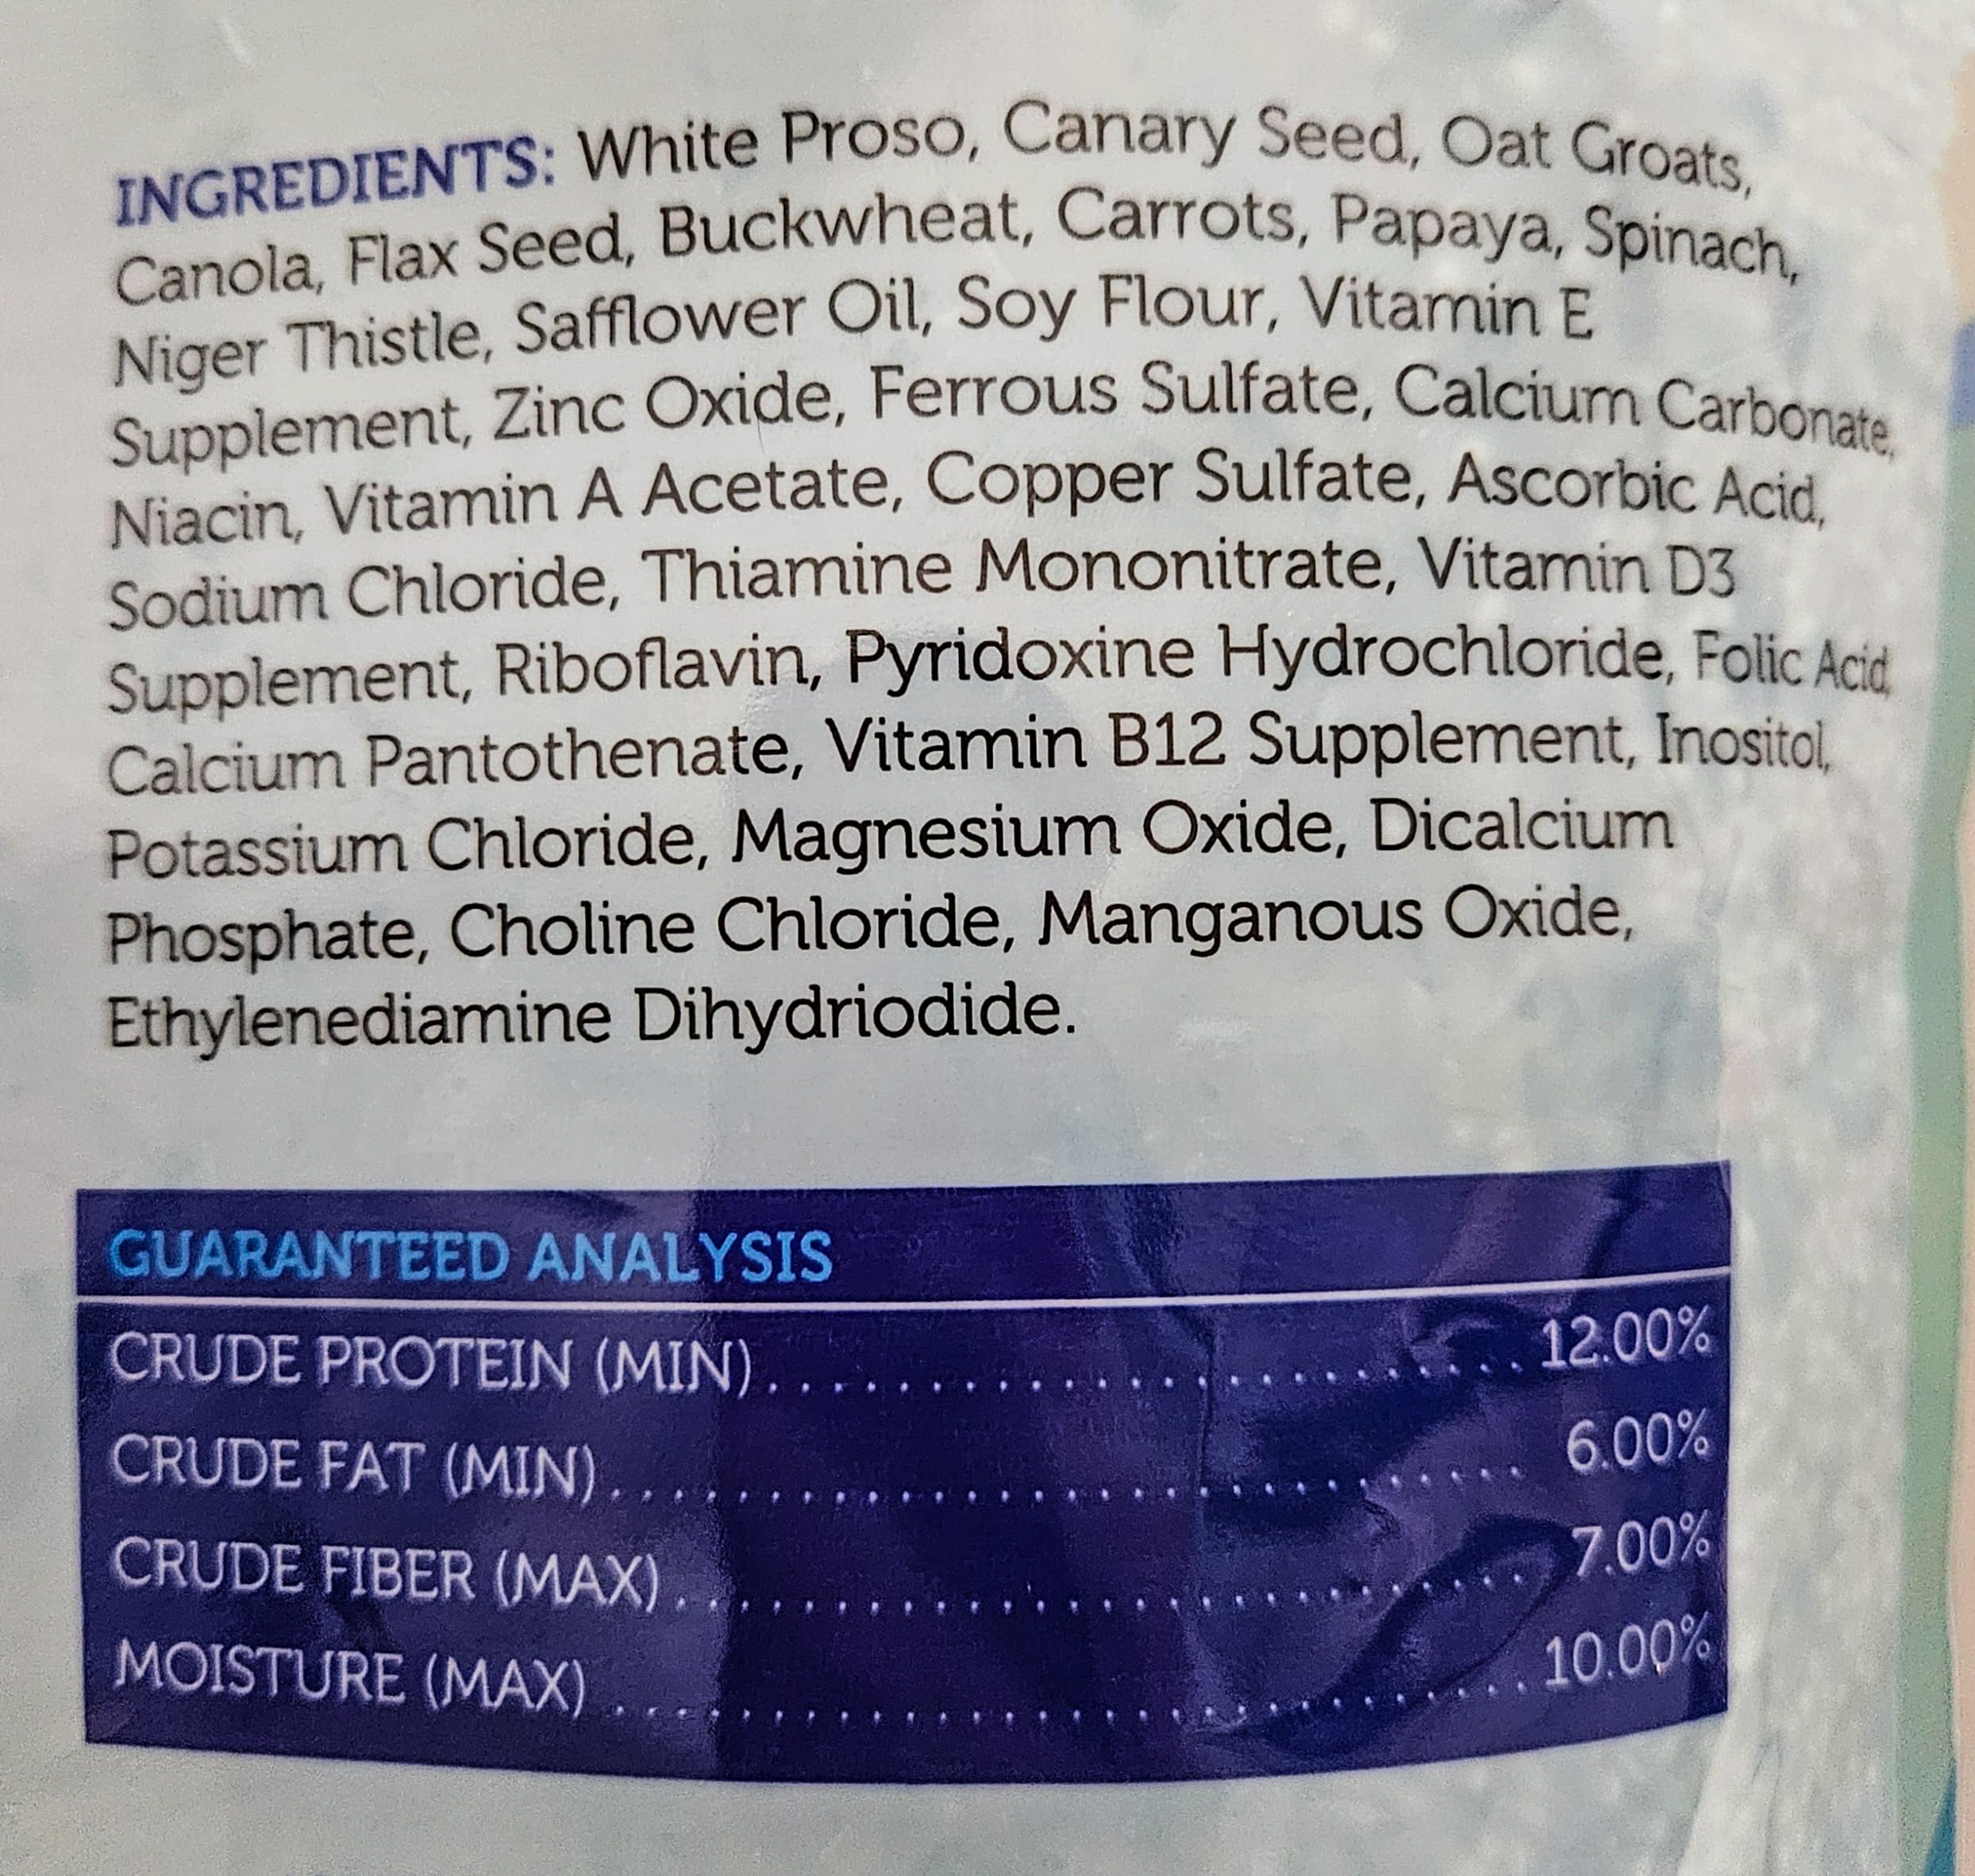 INGREDIENTS: White Proso, Canary Seed, Oat Groats,
Canola, Flax Seed, Buckwheat, Carrots, Papaya, Spinach,
Niger Thistle, Safflower Oil, Soy Flour, Vitamin E
Supplement, Zinc Oxide, Ferrous Sulfate, Calcium Carbonate,
Niacin, Vitamin A Acetate, Copper Sulfate, Ascorbic Acid,
Sodium Chloride, Thiamine Mononitrate, Vitamin D3
Supplement, Riboflavin, Pyridoxine Hydrochloride, Folic Acid,
Calcium Pantothenate, Vitamin B12 Supplement, Inositol,
Potassium Chloride, Magnesium Oxide, Dicalcium
Phosphate, Choline Chloride, Manganous Oxide,
Ethylenediamine Dihydriodide.
GUARANTEED ANALYSIS
CRUDE PROTEIN (MIN) ........................ 12.00%
CRUDE FAT (MIN) ........................ 6.00%
CRUDE FIBER (MAX) ........................ 7.00%
MOISTURE (MAX) ........................ 10.00%